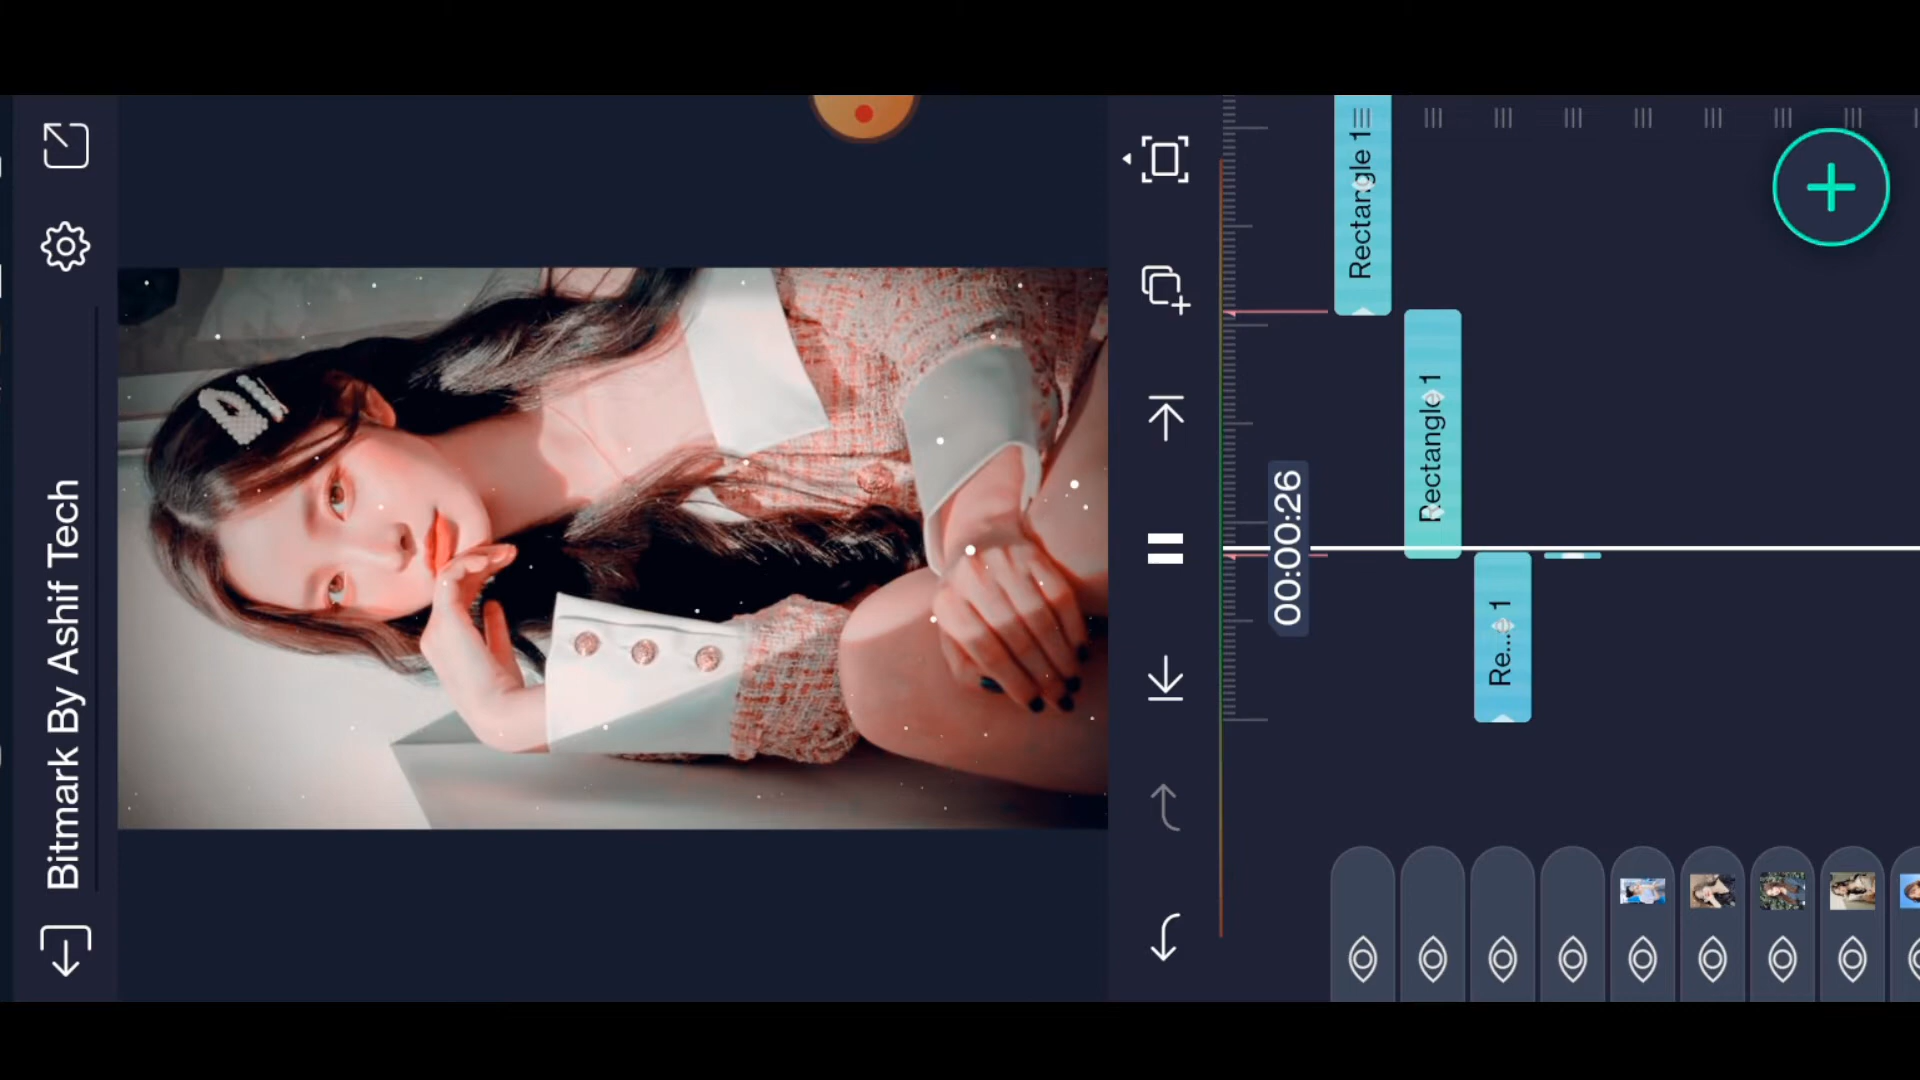 Bitmark By Ashif Tech
00:00:26
Rectangle 1
Rectangle 1
Re... 1